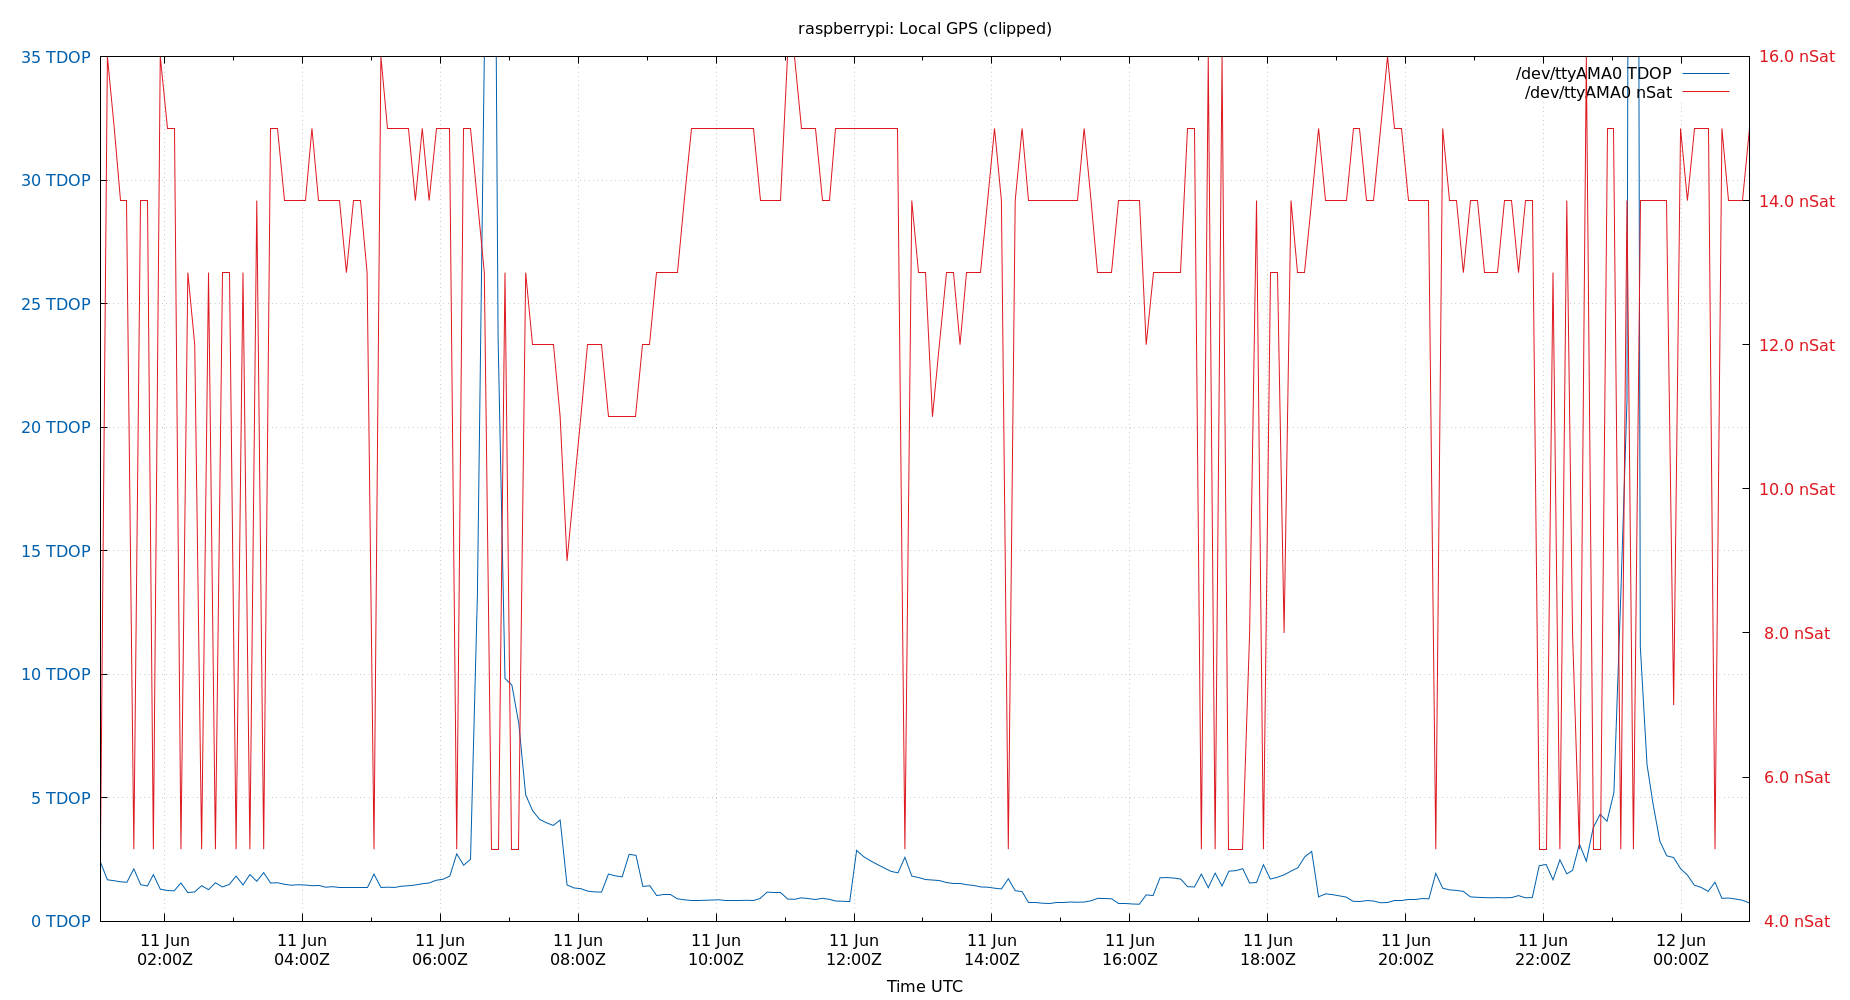 raspberrypi: Local GPS (clipped)
35 TDOP
30 TDOP
25 TDOP
20 TDOP
15 TDOP
10 TDOP
5 TDOP
0 TDOP
16.0 nSat
14.0 nSat
12.0 nSat
10.0 nSat
8.0 nSat
6.0 nSat
4.0 nSat
/dev/ttyAMA0 TDOP
/dev/ttyAMA0 nSat
11 Jun 11 Jun 11 Jun 11 Jun 11 Jun 11 Jun 11 Jun 11 Jun 11 Jun 11 Jun 11 Jun 12 Jun
02:00Z 04:00Z 06:00Z 08:00Z 10:00Z 12:00Z 14:00Z 16:00Z 18:00Z 20:00Z 22:00Z 00:00Z
Time UTC